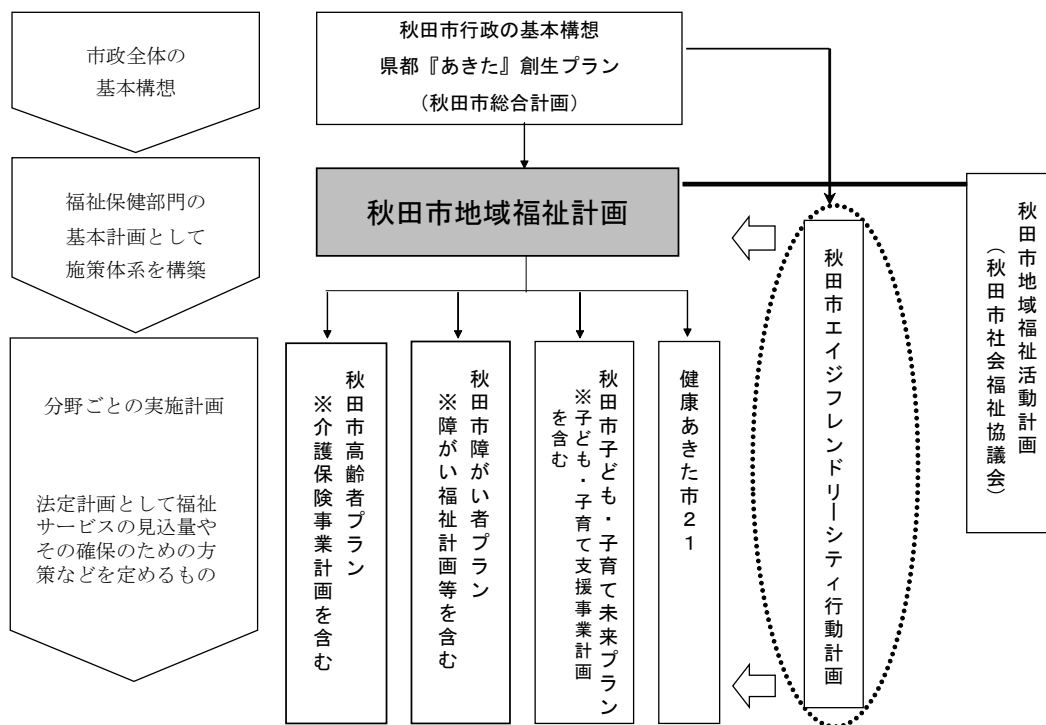 市政全体の
基本構想
秋田市行政の基本構想
県都『あきた』創生プラン
（秋田市総合計画）
福祉保健部門の
基本計画として
施策体系を構築
秋田市地域福祉計画
秋田市地域福祉活動計画
（秋田市社会福祉協議会）
秋田市エイジフレンドリーシティ行動計画
分野ごとの実施計画
法定計画として福祉
サービスの見込量や
その確保のための方
策などを定めるもの
秋田市高齢者プラン
※介護保険事業計画を含む
秋田市障がい者プラン
※障がい福祉計画等を含む
秋田市子ども・子育て未来プラン
※子ども・子育て支援事業計画
を含む
健康あきた市２１